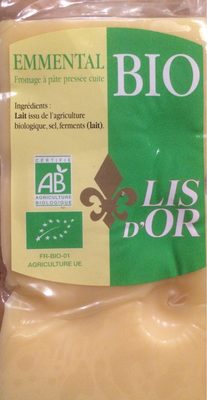 EMMENTAL
Fromage à pâte pressée cuite
BIO
Ingrédients :
Lait issu de l'agriculture
biologique, sel, ferments (lait).
CERTIFIÉ
AB
AGRICULTURE
BIOLOGIQUE
LIS
D'OR
FR-BIO-01
AGRICULTURE UE